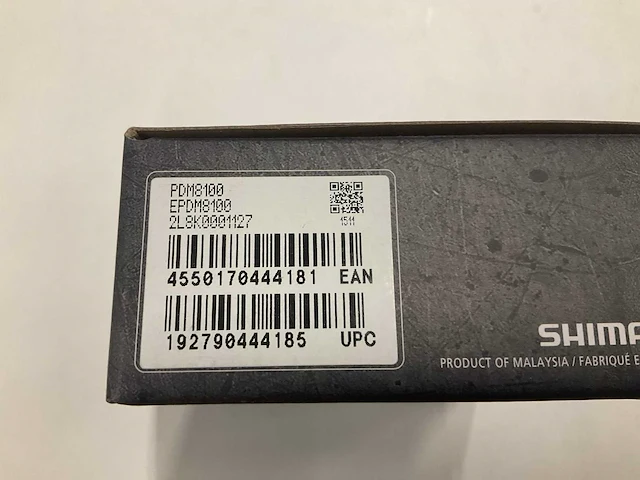 PDM8100
EPDM8100
2L8K0001127
1511
4550170444181 EAN
192790444185 UPC
SHIMA
PRODUCT OF MALAYSIA / FABRIQUÉ E